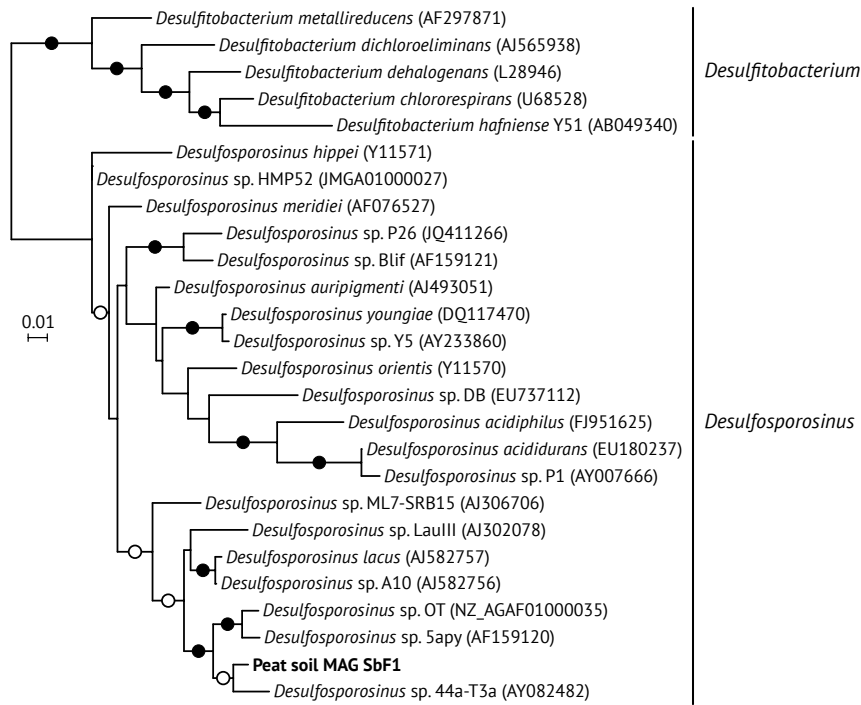 Desulfitobacterium metallireducens (AF297871)
Desulfitobacterium dichloroeliminans (AJ565938)
Desulfitobacterium dehalogenans (L28946)
Desulfitobacterium chlororespirans (U68528)
Desulfitobacterium hafniense Y51 (AB049340)
Desulfitobacterium
Desulfosporosinus hippei (Y11571)
Desulfosporosinus sp. HMP52 (JMGA01000027)
Desulfosporosinus meridiei (AF076527)
Desulfosporosinus sp. P26 (JQ411266)
Desulfosporosinus sp. Blif (AF159121)
Desulfosporosinus auripigmenti (AJ493051)
Desulfosporosinus youngiae (DQ117470)
0.01
Desulfosporosinus sp. Y5 (AY233860)
Desulfosporosinus orientis (Y11570)
Desulfosporosinus sp. DB (EU737112)
Desulfosporosinus acidiphilus (FJ951625)
Desulfosporosinus
Desulfosporosinus acididurans (EU180237)
Desulfosporosinus sp. P1 (AY007666)
Desulfosporosinus sp. ML7-SRB15 (AJ306706)
Desulfosporosinus sp. LauIII (AJ302078)
Desulfosporosinus lacus (AJ582757)
Desulfosporosinus sp. A10 (AJ582756)
Desulfosporosinus sp. OT (NZ_AGAF01000035)
Desulfosporosinus sp. 5apy (AF159120)
Peat soil MAG SbF1
Desulfosporosinus sp. 44a-T3a (AY082482)